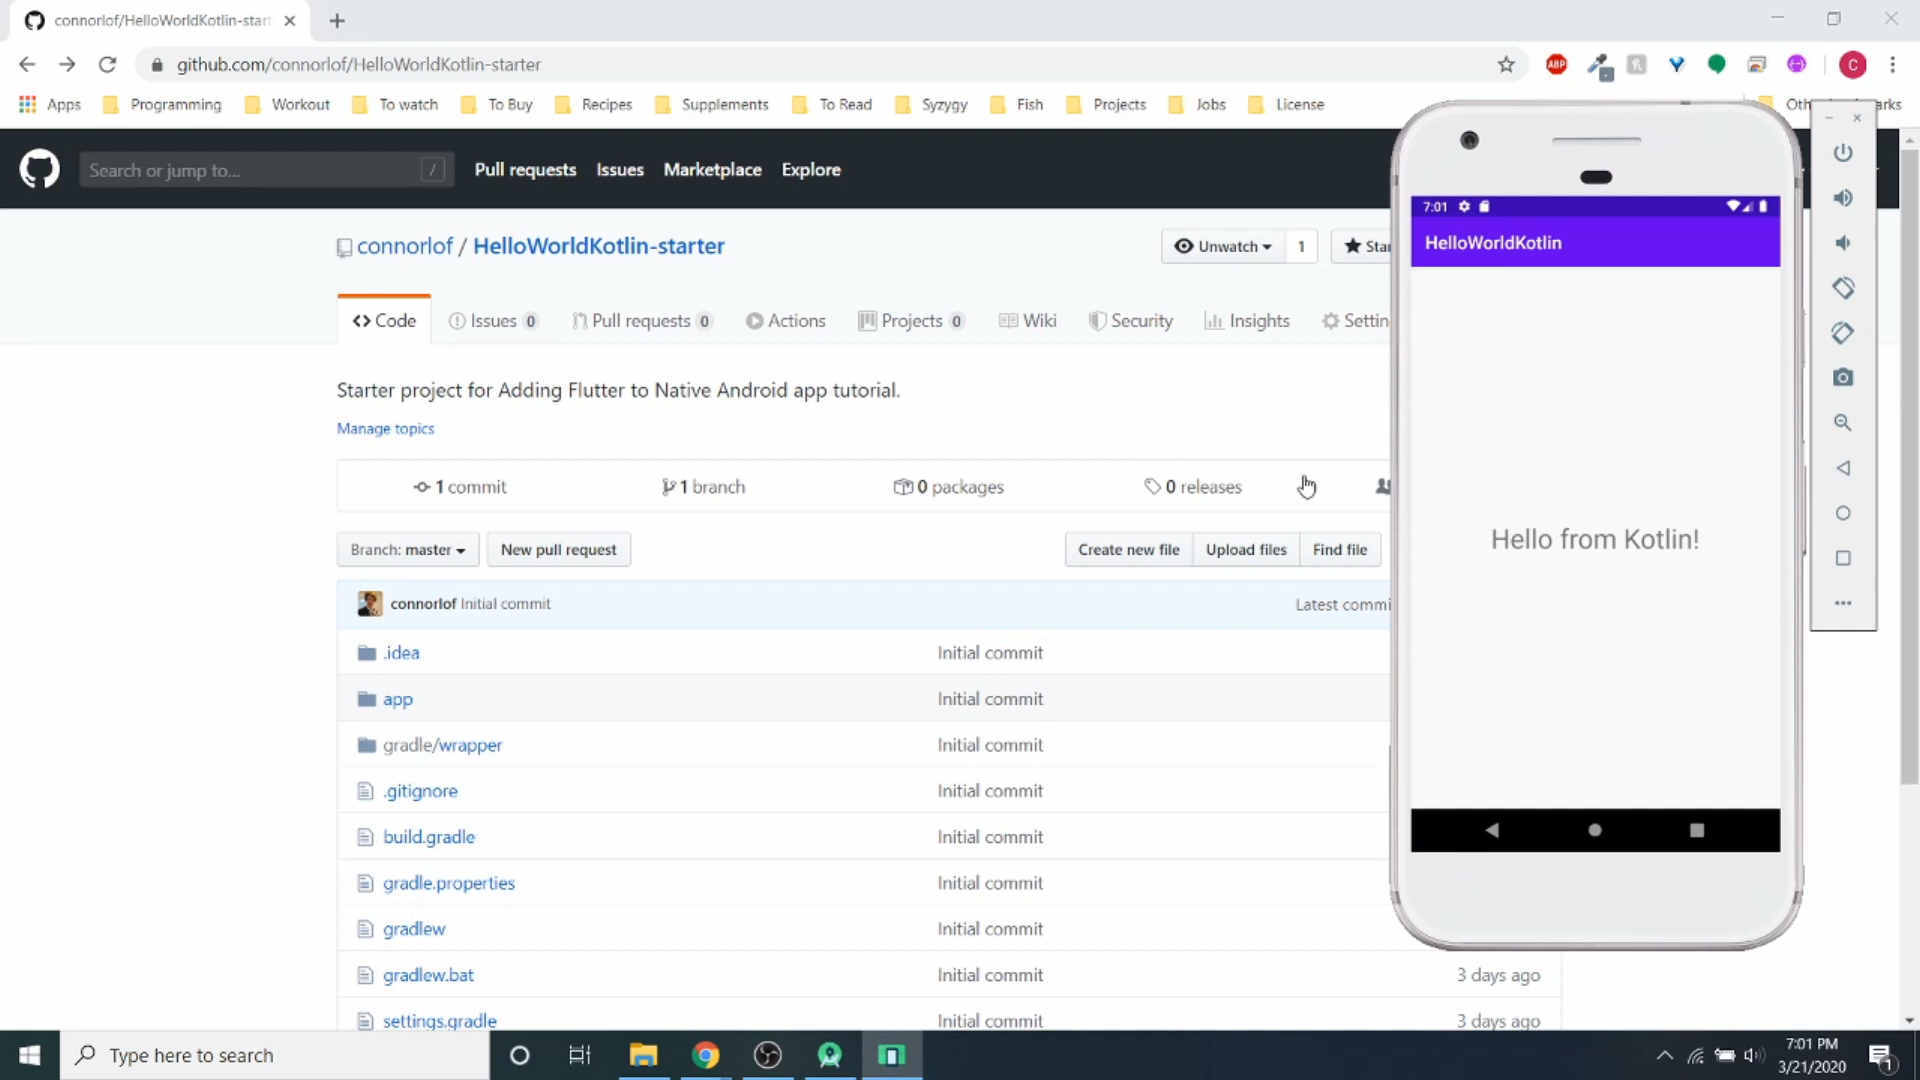 connorlof/HelloWorldKotlin-start
github.com/connorlof/HelloWorldKotlin-starter
ABP
C
Apps Programming Workout To watch To Buy Recipes Supplements To Read Syzygy Fish Projects Jobs License
Search or jump to... /
Pull requests Issues Marketplace Explore
connorlof / HelloWorldKotlin-starter
Unwatch 1 Star
Code Issues 0 Pull requests 0 Actions Projects 0 Wiki Security Insights Settin
Starter project for Adding Flutter to Native Android app tutorial.
Manage topics
1 commit 1 branch 0 packages 0 releases
Branch: master New pull request Create new file Upload files Find file
connorlof Initial commit Latest commi
.idea Initial commit
app Initial commit
gradle/wrapper Initial commit
.gitignore Initial commit
build.gradle Initial commit
gradle.properties Initial commit
gradlew Initial commit
gradlew.bat Initial commit 3 days ago
settings.gradle Initial commit 3 days ago
7:01
HelloWorldKotlin
Hello from Kotlin!
Type here to search
7:01 PM
3/21/2020
1